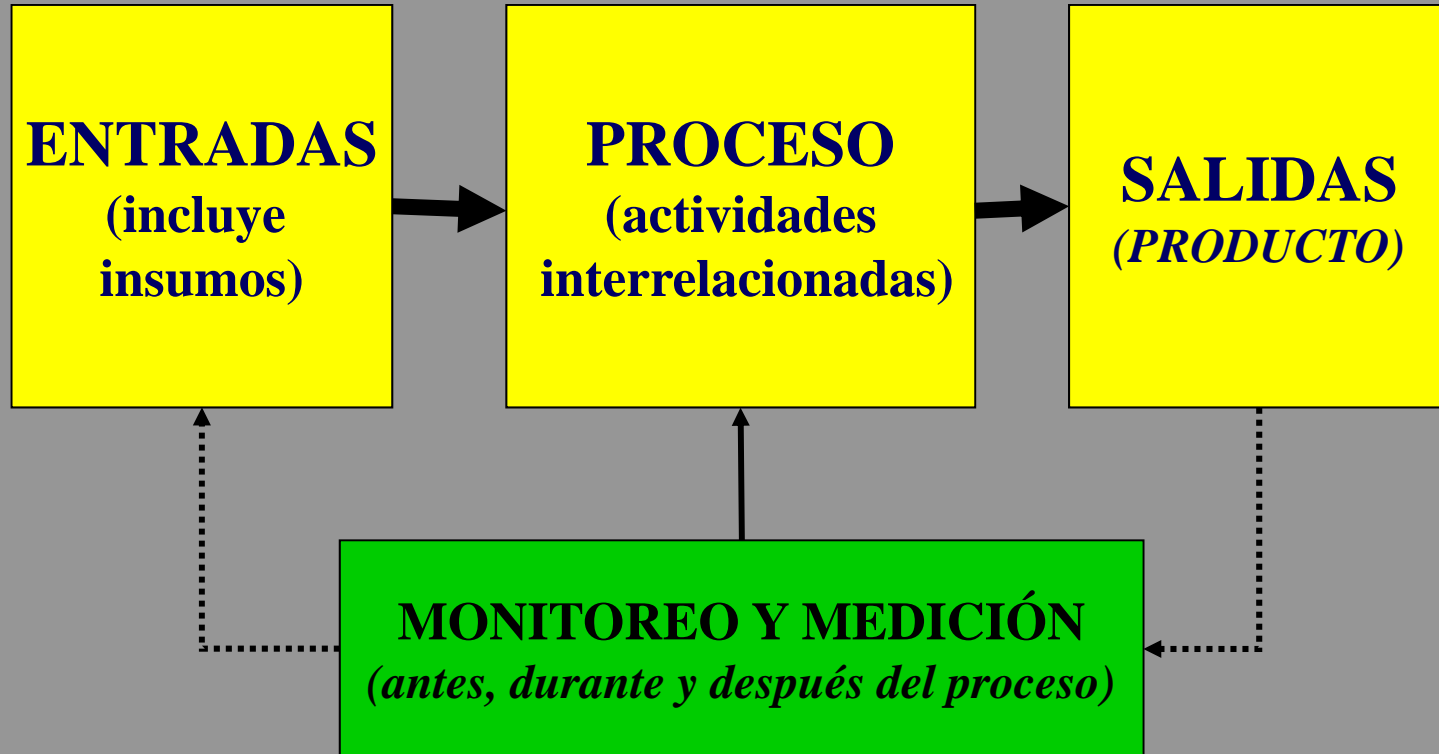 ENTRADAS
(incluye
insumos)
PROCESO
(actividades
interrelacionadas)
SALIDAS
(PRODUCTO)
MONITOREO Y MEDICIÓN
(antes, durante y después del proceso)